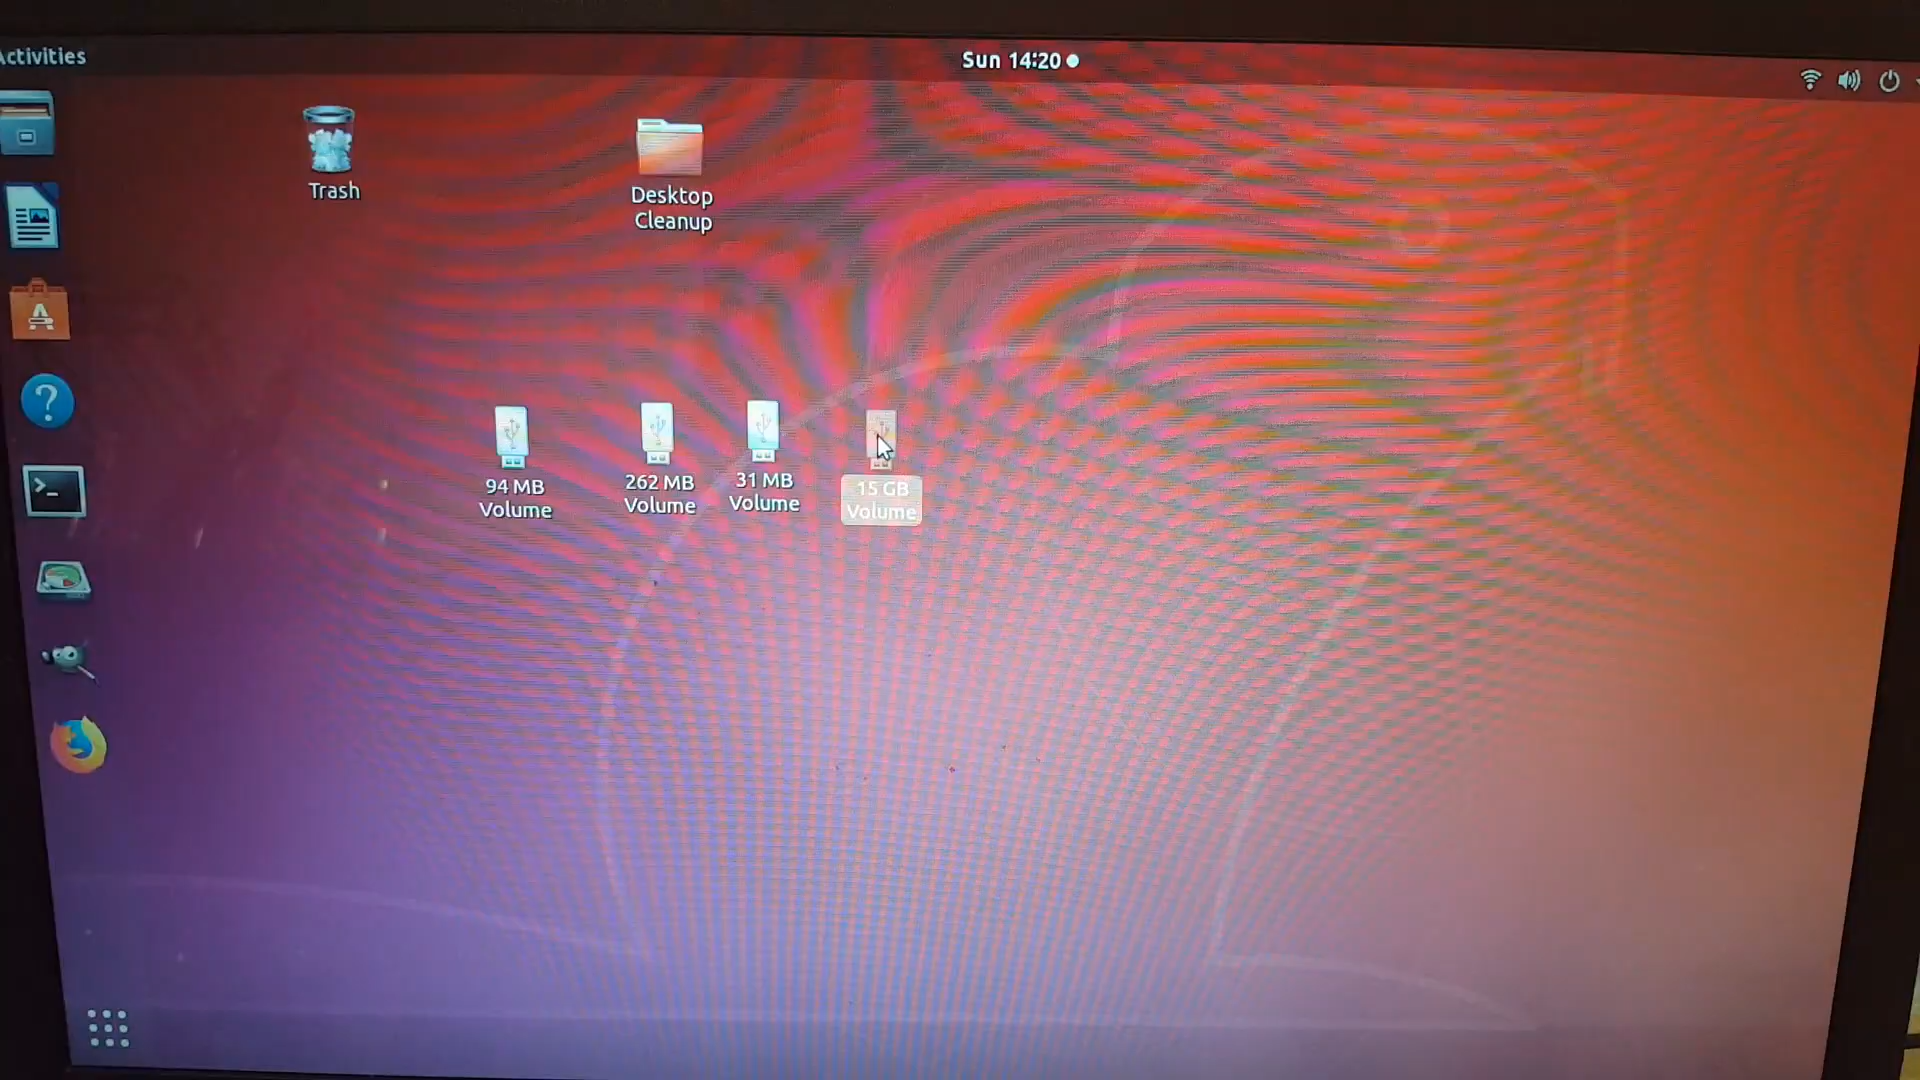 Activities
Sun 14:20
Trash
Desktop
Cleanup
94 MB
Volume
262 MB
Volume
31 MB
Volume
15 GB
Volume